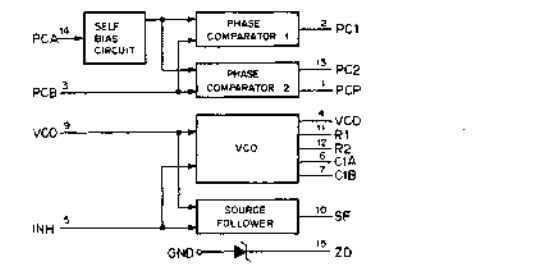 PCA 14
SELF
BIAS
CIRCUIT
PHASE
COMPARATOR 1
2 PC1
PCB 3
PHASE
COMPARATOR 2
13 PC2
1 PCP
VCO 9
VCO
4 VCO
11 R1
12 R2
6 C1A
7 C1B
INH 5
SOURCE
FOLLOWER
10 SF
GND
15 ZD